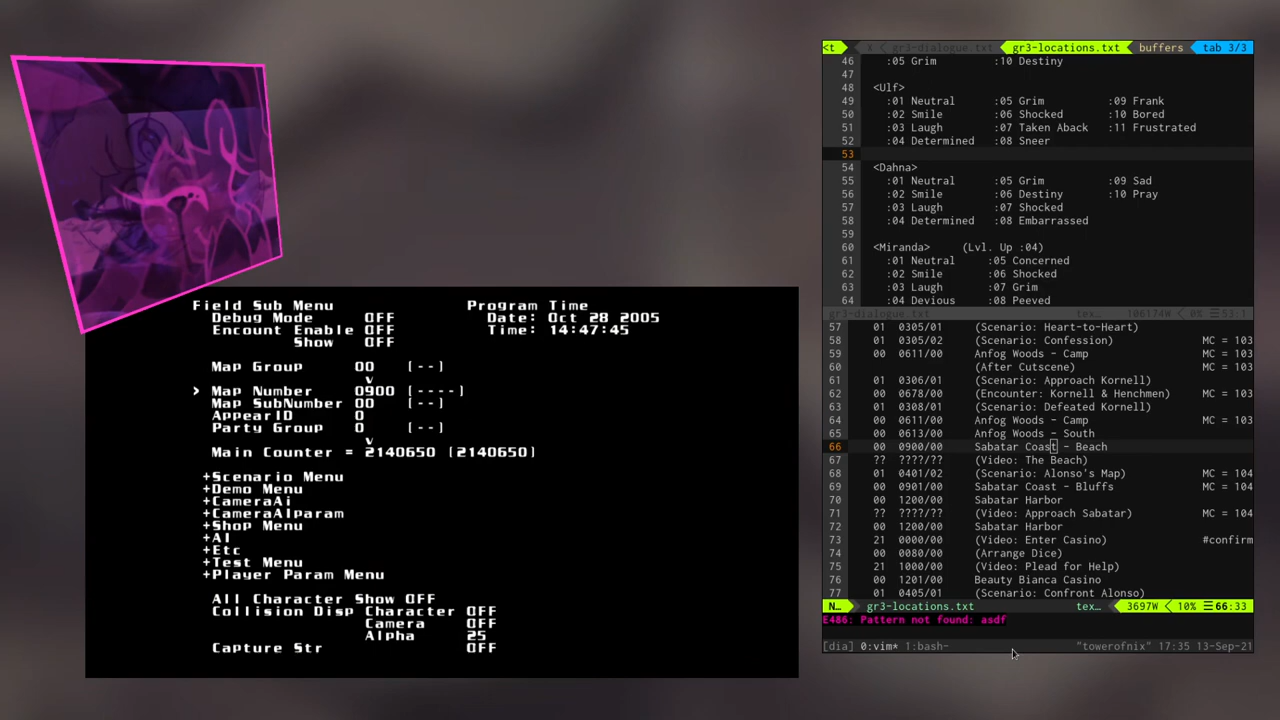 Field Sub Menu
Debug Mode OFF
Encount Enable OFF
Show OFF
Map Group 00 [--]
v
> Map Number 0900 [----]
Map SubNumber 00 [--]
AppearID 0
Party Group 0 [--]
v
Main Counter = 2140650 [2140650]
+Scenario Menu
+Demo Menu
+CameraAi
+CameraAIparam
+Shop Menu
+AI
+Etc
+Test Menu
+Player Param Menu
All Character Show OFF
Collision Disp Character OFF
Camera OFF
Alpha 25
Capture Str OFF
Program Time
Date: Oct 28 2005
Time: 14:47:45
<t X < gr3-dialogue.txt gr3-locations.txt buffers tab 3/3
46 :05 Grim :10 Destiny
47
48 <Ulf>
49 :01 Neutral :05 Grim :09 Frank
50 :02 Smile :06 Shocked :10 Bored
51 :03 Laugh :07 Taken Aback :11 Frustrated
52 :04 Determined :08 Sneer
53
54 <Dahna>
55 :01 Neutral :05 Grim :09 Sad
56 :02 Smile :06 Destiny :10 Pray
57 :03 Laugh :07 Shocked
58 :04 Determined :08 Embarrassed
59
60 <Miranda> (Lvl. Up :04)
61 :01 Neutral :05 Concerned
62 :02 Smile :06 Shocked
63 :03 Laugh :07 Grim
64 :04 Devious :08 Peeved
gr3-dialogue.txt tex… < 106174W < 0% ☰53:1
57 01 0305/01 (Scenario: Heart-to-Heart)
58 01 0305/02 (Scenario: Confession) MC = 103
59 00 0611/01 Anfog Woods - Camp MC = 103
60 (After Cutscene) MC = 103
61 01 0306/01 (Scenario: Approach Kornell)
62 00 0678/00 (Encounter: Kornell & Henchmen) MC = 103
63 01 0308/01 (Scenario: Defeated Kornell)
64 00 0611/00 Anfog Woods - Camp MC = 103
65 00 0613/00 Anfog Woods - South
66 00 0900/00 Sabatar Coast - Beach
67 ?? ????/?? (Video: The Beach)
68 01 0401/02 (Scenario: Alonso's Map) MC = 104
69 00 0901/00 Sabatar Coast - Bluffs MC = 104
70 00 1200/00 Sabatar Harbor
71 ?? ????/?? (Video: Approach Sabatar) MC = 104
72 00 1200/00 Sabatar Harbor
73 21 0000/00 (Video: Enter Casino) #confirm
74 00 0080/00 (Arrange Dice)
75 21 1000/00 (Video: Plead for Help)
76 00 1201/00 Beauty Bianca Casino
77 01 0405/01 (Scenario: Confront Alonso)
N… gr3-locations.txt tex… < 3697W < 10% ☰66:33
E486: Pattern not found: asdf
[dia] 0:vim* 1:bash- "towerofnix" 17:35 13-Sep-21